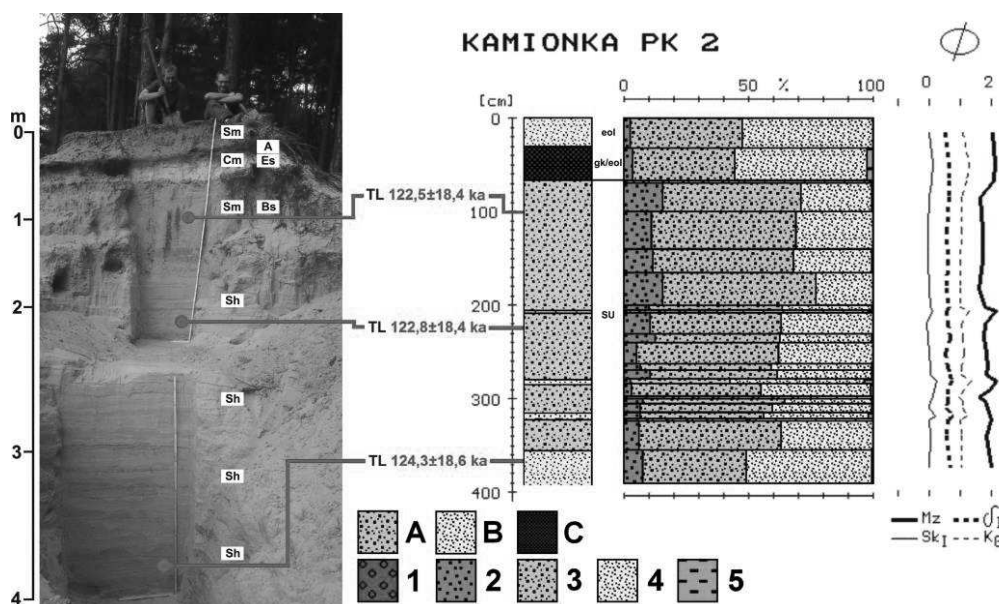 KAMIONKA PK 2
m
0
1
2
3
4
Sm
A
Cm Es
Sm Bs
Sh
Sh
Sh
Sh
TL 122,5±18,4 ka
TL 122,8±18,4 ka
TL 124,3±18,6 ka
[cm]
0
100
200
300
400
0 50 % 100
eol
gk/eol
SU
0 1 2
Mz
Sk I K G
A B C
1 2 3 4 5